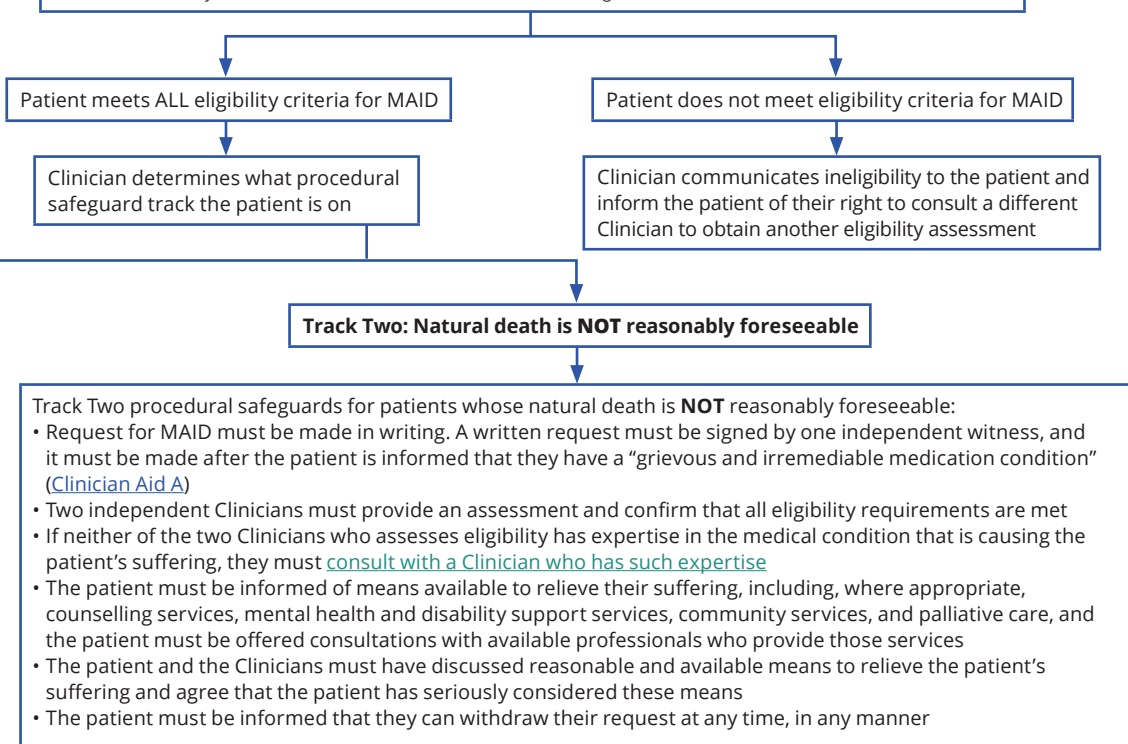 Patient meets ALL eligibility criteria for MAID
Patient does not meet eligibility criteria for MAID
Clinician determines what procedural
safeguard track the patient is on
Clinician communicates ineligibility to the patient and
inform the patient of their right to consult a different
Clinician to obtain another eligibility assessment
Track Two: Natural death is NOT reasonably foreseeable
Track Two procedural safeguards for patients whose natural death is NOT reasonably foreseeable:
• Request for MAID must be made in writing. A written request must be signed by one independent witness, and
it must be made after the patient is informed that they have a “grievous and irremediable medication condition”
(Clinician Aid A)
• Two independent Clinicians must provide an assessment and confirm that all eligibility requirements are met
• If neither of the two Clinicians who assesses eligibility has expertise in the medical condition that is causing the
patient’s suffering, they must consult with a Clinician who has such expertise
• The patient must be informed of means available to relieve their suffering, including, where appropriate,
counselling services, mental health and disability support services, community services, and palliative care, and
the patient must be offered consultations with available professionals who provide those services
• The patient and the Clinicians must have discussed reasonable and available means to relieve the patient’s
suffering and agree that the patient has seriously considered these means
• The patient must be informed that they can withdraw their request at any time, in any manner